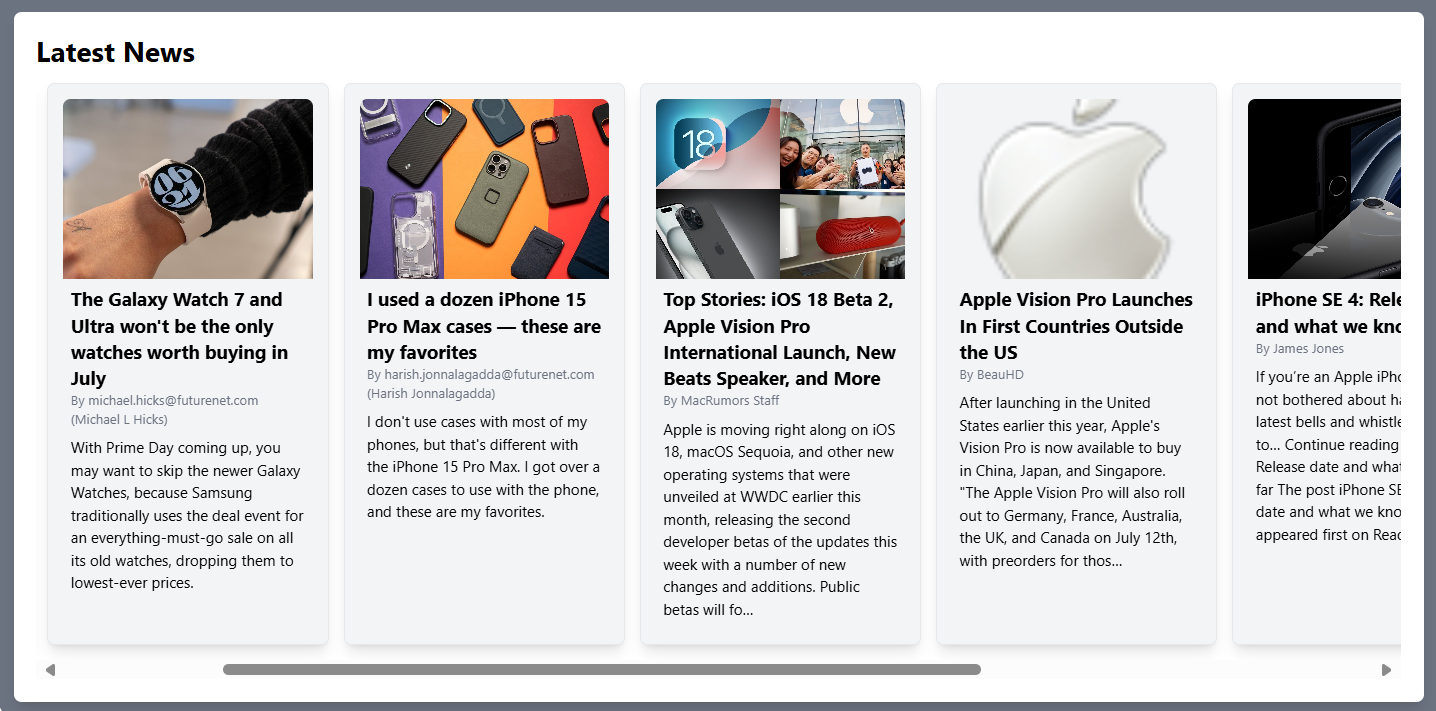 Latest News
06
24
The Galaxy Watch 7 and
Ultra won't be the only
watches worth buying in
July
By michael.hicks@futurenet.com
(Michael L Hicks)
With Prime Day coming up, you
may want to skip the newer Galaxy
Watches, because Samsung
traditionally uses the deal event for
an everything-must-go sale on all
its old watches, dropping them to
lowest-ever prices.
I used a dozen iPhone 15
Pro Max cases — these are
my favorites
By harish.jonnalagadda@futurenet.com
(Harish Jonnalagadda)
I don't use cases with most of my
phones, but that's different with
the iPhone 15 Pro Max. I got over a
dozen cases to use with the phone,
and these are my favorites.
18
Top Stories: iOS 18 Beta 2,
Apple Vision Pro
International Launch, New
Beats Speaker, and More
By MacRumors Staff
Apple is moving right along on iOS
18, macOS Sequoia, and other new
operating systems that were
unveiled at WWDC earlier this
month, releasing the second
developer betas of the updates this
week with a number of new
changes and additions. Public
betas will fo…
Apple Vision Pro Launches
In First Countries Outside
the US
By BeauHD
After launching in the United
States earlier this year, Apple's
Vision Pro is now available to buy
in China, Japan, and Singapore.
"The Apple Vision Pro will also roll
out to Germany, France, Australia,
the UK, and Canada on July 12th,
with preorders for thos…
iPhone SE 4: Rele
and what we kno
By James Jones
If you’re an Apple iPho
not bothered about ha
latest bells and whistle
to… Continue reading
Release date and what
far The post iPhone SE
date and what we kno
appeared first on Read